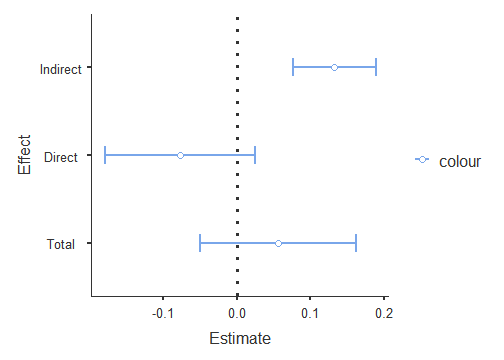 Effect
Indirect
Direct
Total
-0.1 0.0 0.1 0.2
Estimate
colour